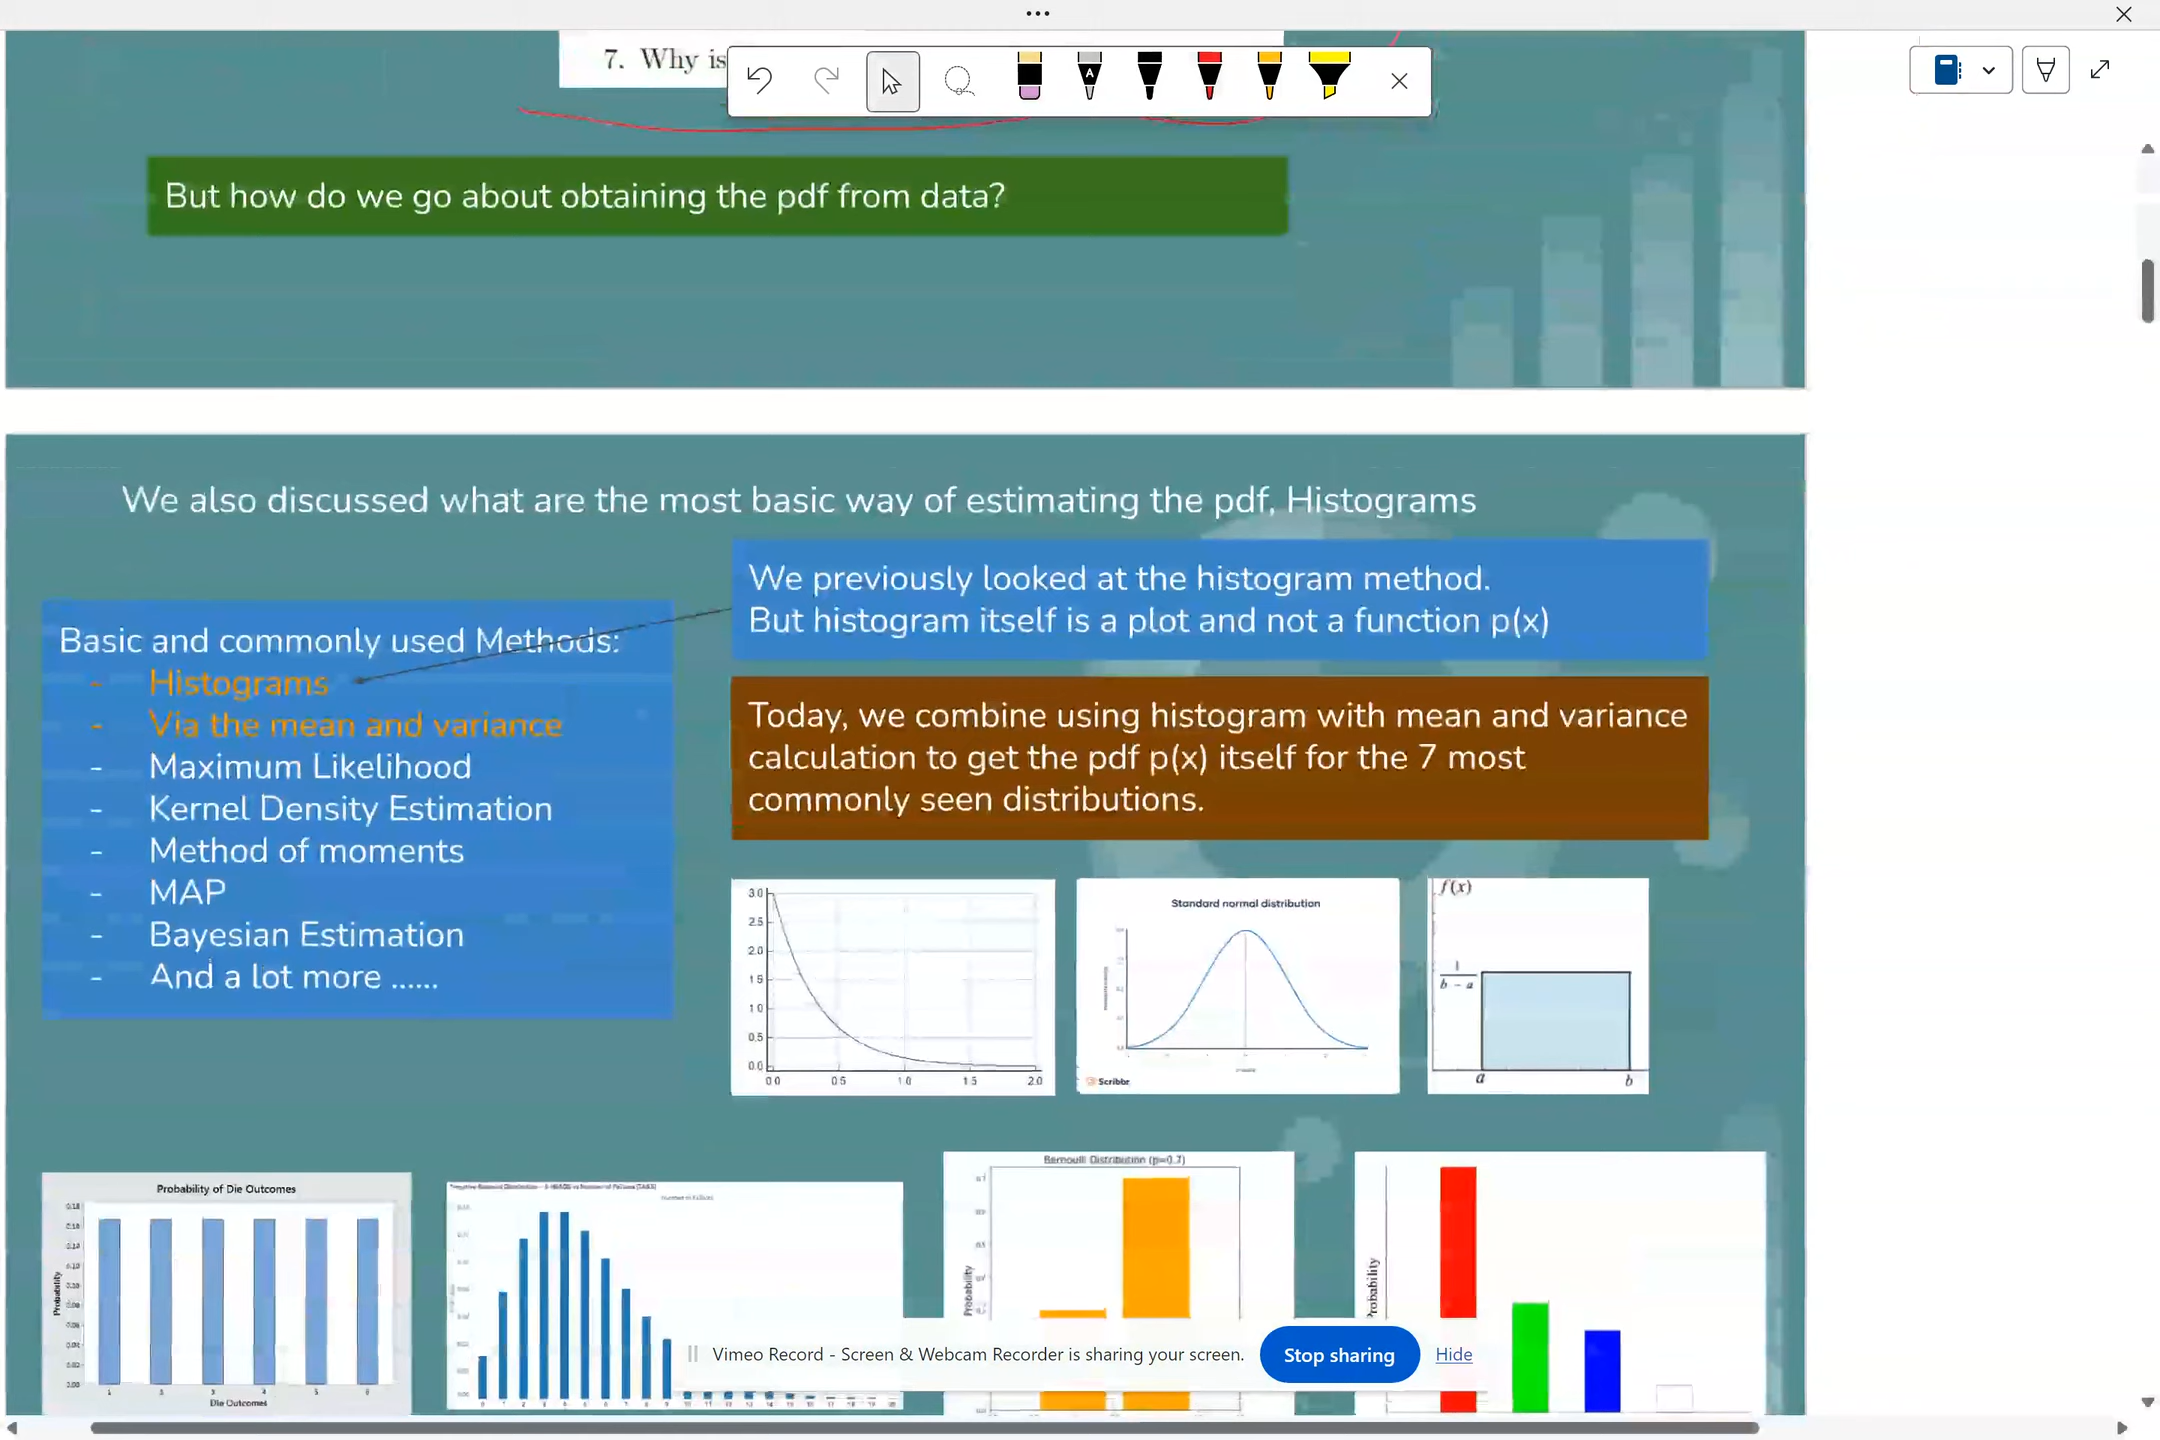 7. Why is
But how do we go about obtaining the pdf from data?
We also discussed what are the most basic way of estimating the pdf, Histograms
We previously looked at the histogram method.
But histogram itself is a plot and not a function p(x)
Basic and commonly used Methods:
- Histograms
- Via the mean and variance
- Maximum Likelihood
- Kernel Density Estimation
- Method of moments
- MAP
- Bayesian Estimation
- And a lot more ......
Today, we combine using histogram with mean and variance
calculation to get the pdf p(x) itself for the 7 most
commonly seen distributions.
3.0
2.5
2.0
1.5
1.0
0.5
0.0
0.0 0.5 1.0 1.5 2.0
Standard normal distribution
Scribbr
f(x)
1
b - a
a b
Probability of Die Outcomes
Probability
Die Outcomes
Number of Failures
Bernoulli Distribution (p=0.7)
Probability
Probability
Vimeo Record - Screen & Webcam Recorder is sharing your screen.
Stop sharing
Hide